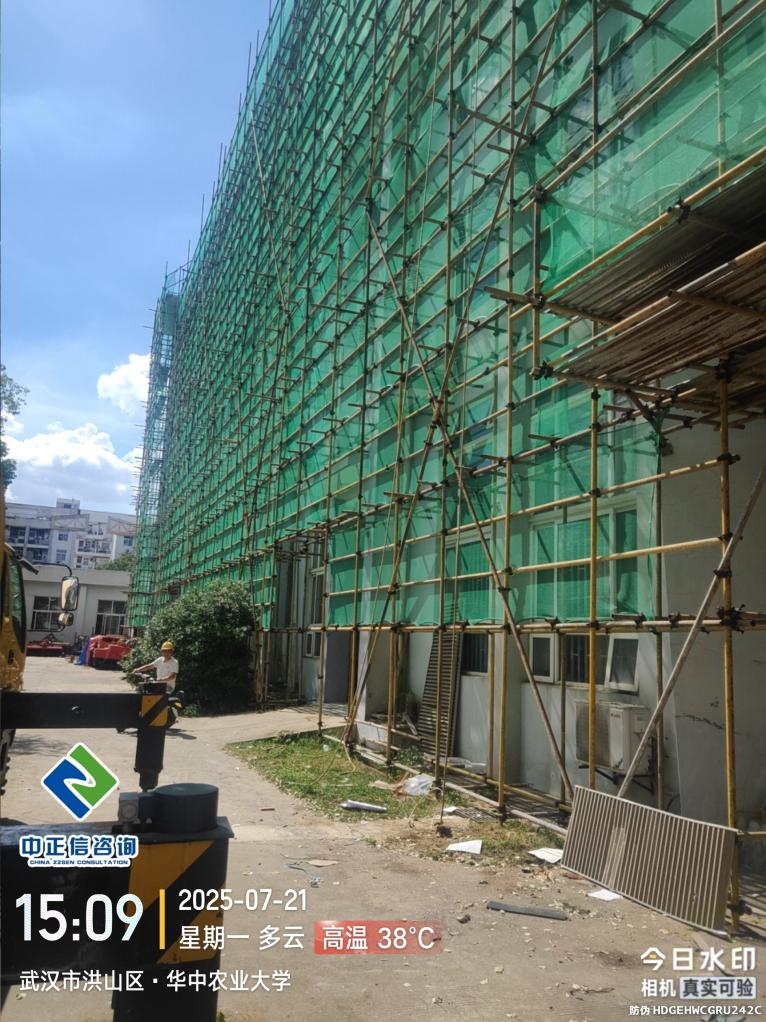 中正信咨询
CHINA ZZSEN CONSULTATION
15:09
2025-07-21
星期一 多云 高温 38°C
武汉市洪山区·华中农业大学
今日水印
相机 真实可验
防伪 HDGEHWCGRU242C